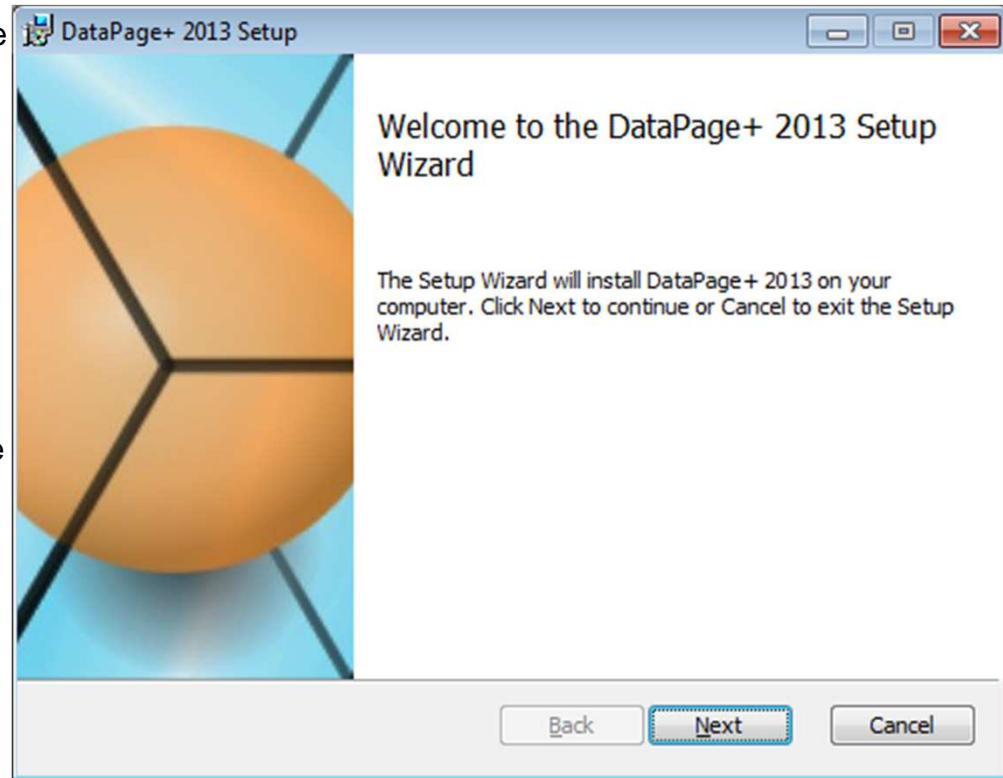 e
DataPage+ 2013 Setup
Welcome to the DataPage+ 2013 Setup
Wizard
The Setup Wizard will install DataPage+ 2013 on your
computer. Click Next to continue or Cancel to exit the Setup
Wizard.
e
Back
Next
Cancel